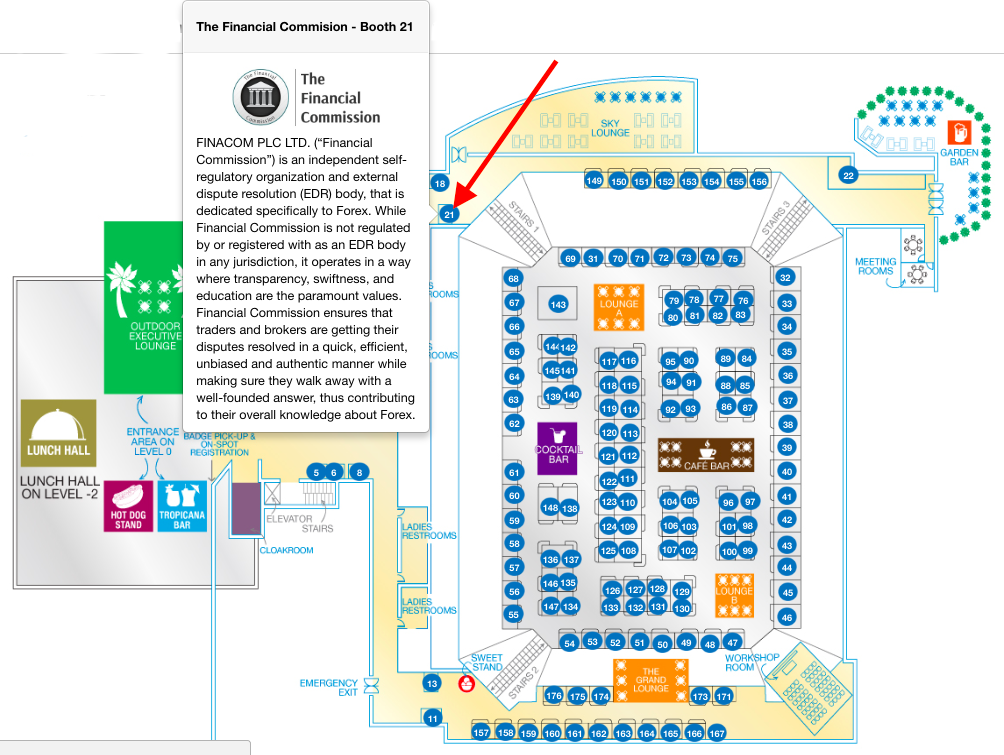 The Financial Commision - Booth 21
The Financial
Commission
The
Financial
Commission
FINACOM PLC LTD. (“Financial
Commission”) is an independent self-
regulatory organization and external
dispute resolution (EDR) body, that is
dedicated specifically to Forex. While
Financial Commission is not regulated
by or registered with as an EDR body
in any jurisdiction, it operates in a way
where transparency, swiftness, and
education are the paramount values.
Financial Commission ensures that
traders and brokers are getting their
disputes resolved in a quick, efficient,
unbiased and authentic manner while
making sure they walk away with a
well-founded answer, thus contributing
to their overall knowledge about Forex.
SKY
LOUNGE
GARDEN
BAR
18
21
22
149 150 151 152 153 154 155 156
STAIRS 1
STAIRS 3
MEETING
ROOMS
69 31 70 71 72 73 74 75
68
67
66
65
64
63
62
61
60
59
58
57
56
55
32
33
34
35
36
37
38
39
40
41
42
43
44
45
46
143
LOUNGE
A
79 78 77 76
80 81 82 83
144 142
145 141
139 140
117 116
118 115
119 114
120 113
121 112
122 111
123 110
124 109
125 108
95 90
94 91
92 93
89 84
88 85
86 87
COCKTAIL
BAR
CAFÉ BAR
148 138
136 137
146 135
147 134
104 105
106 103
107 102
96 97
101 98
100 99
126 127 128 129
133 132 131 130
LOUNGE
B
54 53 52 51 50 49 48 47
OUTDOOR
EXECUTIVE
LOUNGE
ROOMS
ROOMS
LUNCH HALL
LUNCH HALL
ON LEVEL -2
ENTRANCE
AREA ON
LEVEL 0
BADGE PICK-UP &
ON-SPOT
REGISTRATION
HOT DOG
STAND
TROPICANA
BAR
5 6 8
ELEVATOR
STAIRS
CLOAKROOM
LADIES
RESTROOMS
LADIES
RESTROOMS
SWEET
STAND
STAIRS 2
THE
GRAND
LOUNGE
WORKSHOP
ROOM
EMERGENCY
EXIT
13
11
176 175 174
173 171
157 158 159 160 161 162 163 164 165 166 167